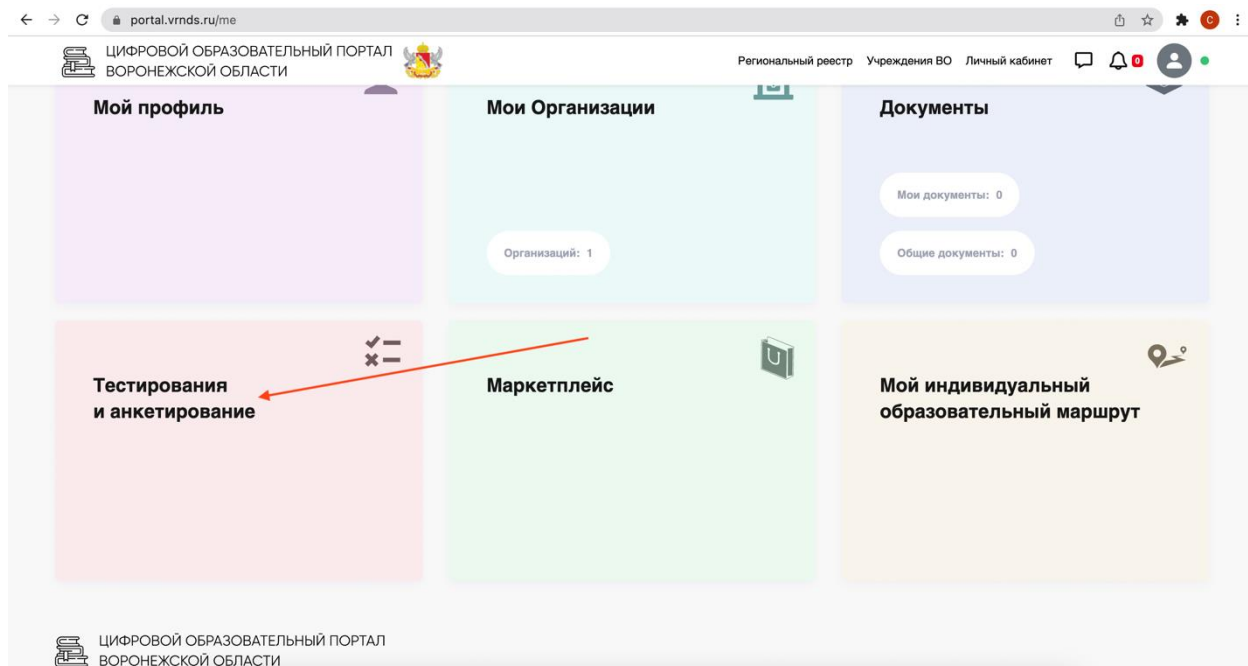 portal.vrnds.ru/me
C
ЦИФРОВОЙ ОБРАЗОВАТЕЛЬНЫЙ ПОРТАЛ
ВОРОНЕЖСКОЙ ОБЛАСТИ
Региональный реестр Учреждения ВО Личный кабинет 0
Мой профиль
Мои Организации
Организаций: 1
Документы
Мои документы: 0
Общие документы: 0
Тестирования
и анкетирование
Маркетплейс
Мой индивидуальный
образовательный маршрут
ЦИФРОВОЙ ОБРАЗОВАТЕЛЬНЫЙ ПОРТАЛ
ВОРОНЕЖСКОЙ ОБЛАСТИ